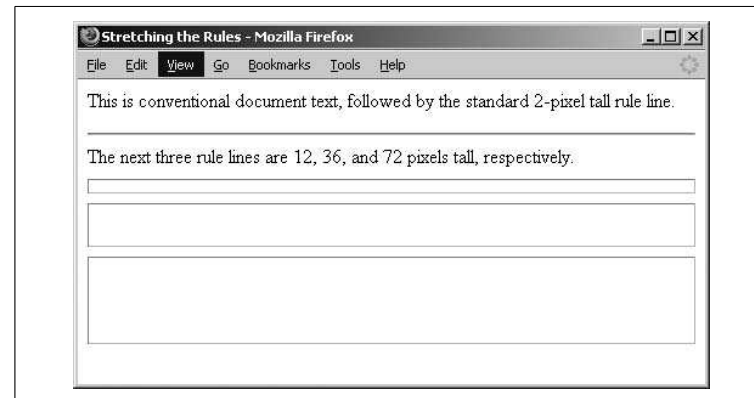 Stretching the Rules - Mozilla Firefox
File Edit View Go Bookmarks Tools Help
This is conventional document text, followed by the standard 2-pixel tall rule line.
The next three rule lines are 12, 36, and 72 pixels tall, respectively.